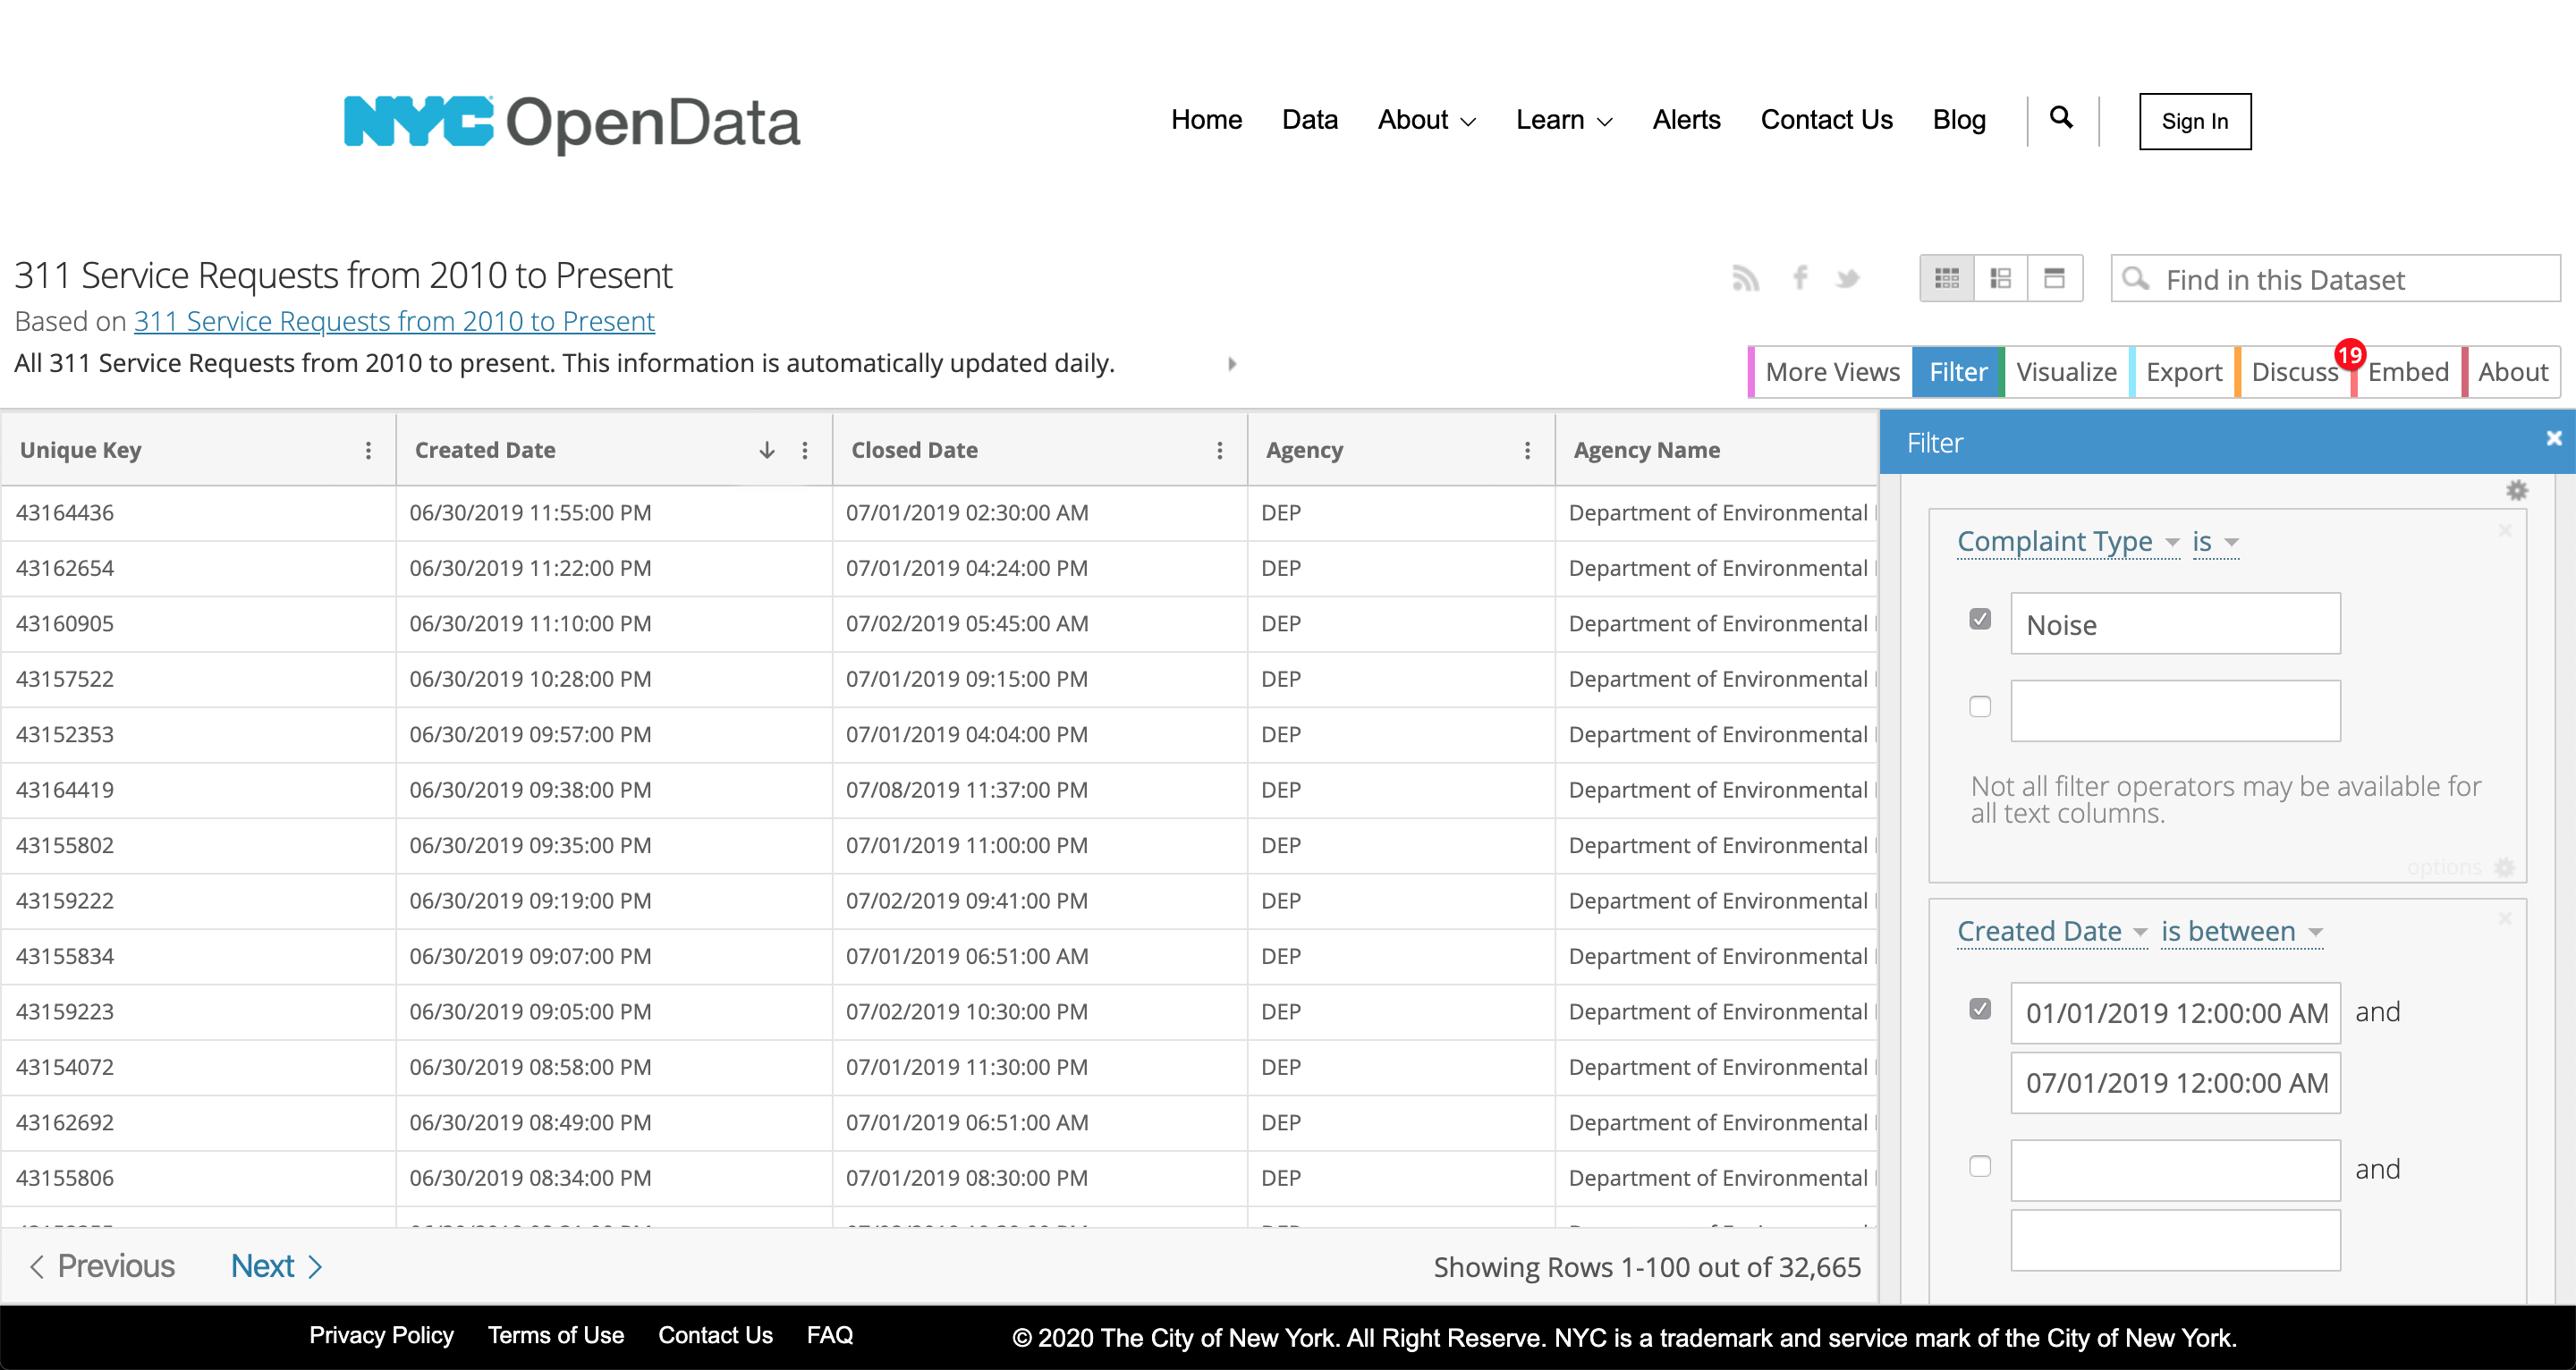 NYC OpenData
Home Data About Learn Alerts Contact Us Blog Sign In
311 Service Requests from 2010 to Present
Based on 311 Service Requests from 2010 to Present
All 311 Service Requests from 2010 to present. This information is automatically updated daily.
Find in this Dataset
More Views Filter Visualize Export Discuss 19 Embed About
Unique Key Created Date Closed Date Agency Agency Name
43164436 06/30/2019 11:55:00 PM 07/01/2019 02:30:00 AM DEP Department of Environmental
43162654 06/30/2019 11:22:00 PM 07/01/2019 04:24:00 PM DEP Department of Environmental
43160905 06/30/2019 11:10:00 PM 07/02/2019 05:45:00 AM DEP Department of Environmental
43157522 06/30/2019 10:28:00 PM 07/01/2019 09:15:00 PM DEP Department of Environmental
43152353 06/30/2019 09:57:00 PM 07/01/2019 04:04:00 PM DEP Department of Environmental
43164419 06/30/2019 09:38:00 PM 07/08/2019 11:37:00 PM DEP Department of Environmental
43155802 06/30/2019 09:35:00 PM 07/01/2019 11:00:00 PM DEP Department of Environmental
43159222 06/30/2019 09:19:00 PM 07/02/2019 09:41:00 PM DEP Department of Environmental
43155834 06/30/2019 09:07:00 PM 07/01/2019 06:51:00 AM DEP Department of Environmental
43159223 06/30/2019 09:05:00 PM 07/02/2019 10:30:00 PM DEP Department of Environmental
43154072 06/30/2019 08:58:00 PM 07/01/2019 11:30:00 PM DEP Department of Environmental
43162692 06/30/2019 08:49:00 PM 07/01/2019 06:51:00 AM DEP Department of Environmental
43155806 06/30/2019 08:34:00 PM 07/01/2019 08:30:00 PM DEP Department of Environmental
Previous Next Showing Rows 1-100 out of 32,665
Filter
Complaint Type is
Noise
Not all filter operators may be available for
all text columns.
options
Created Date is between
01/01/2019 12:00:00 AM and
07/01/2019 12:00:00 AM
and
Privacy Policy Terms of Use Contact Us FAQ © 2020 The City of New York. All Right Reserve. NYC is a trademark and service mark of the City of New York.